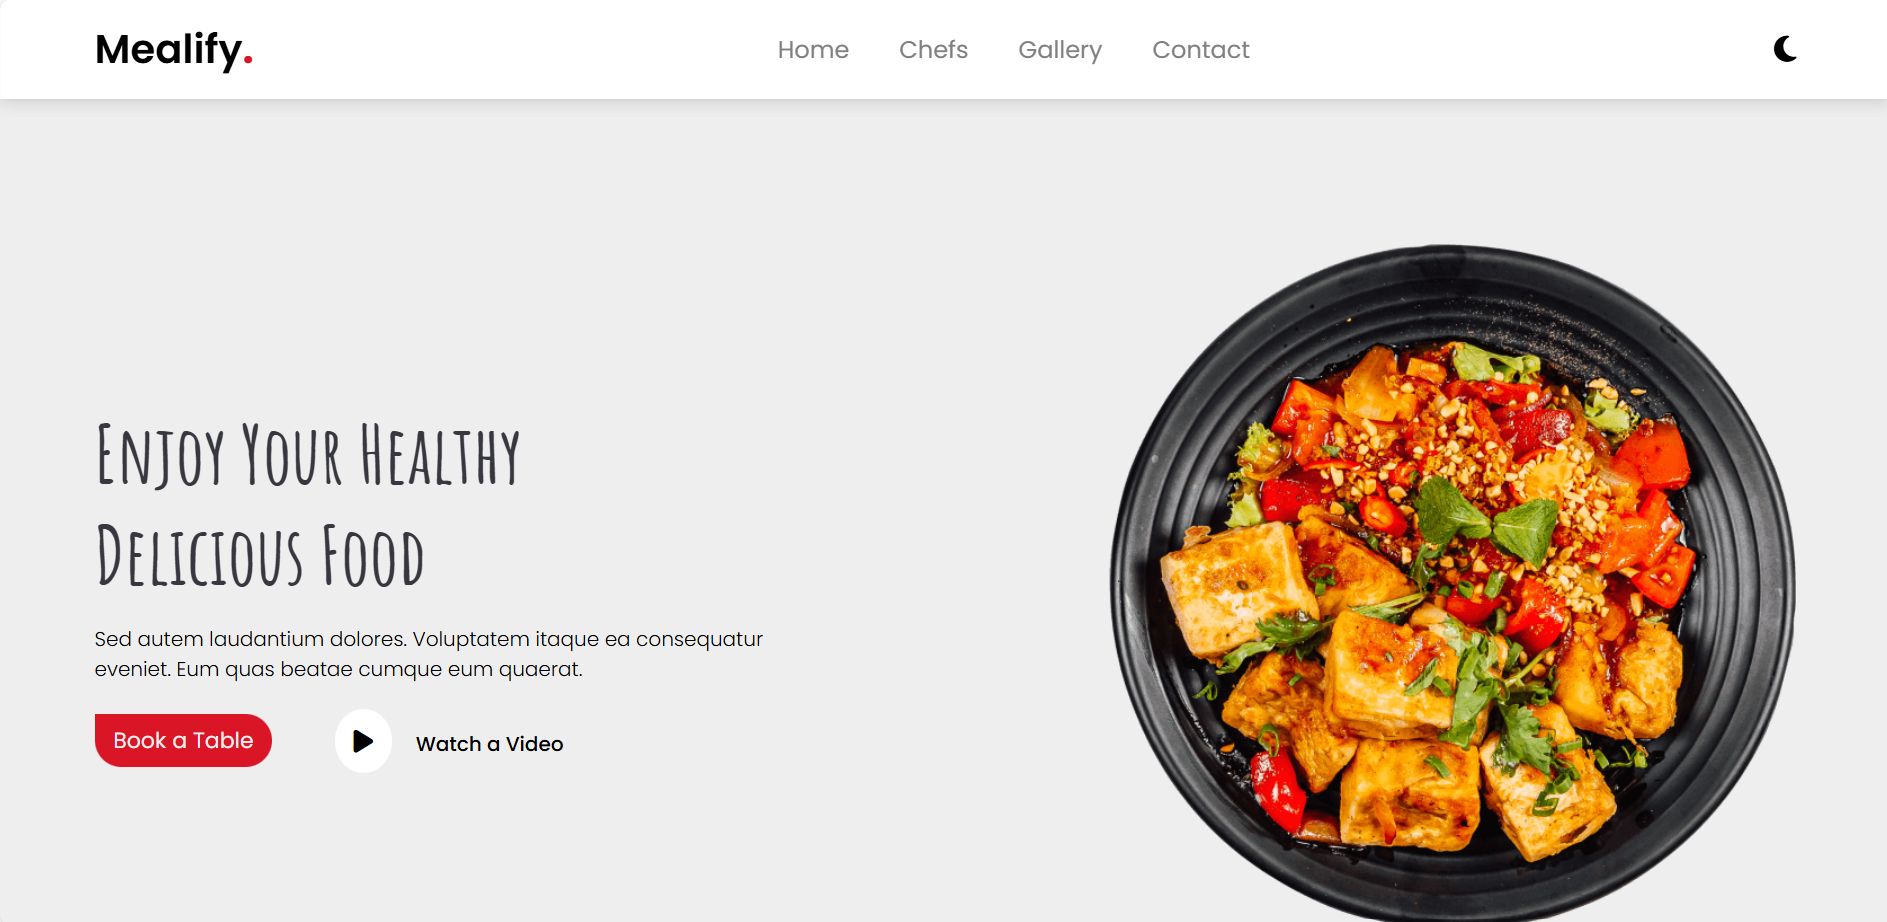 Mealify.
Home Chefs Gallery Contact
Enjoy Your Healthy
Delicious Food
Sed autem laudantium dolores. Voluptatem itaque ea consequatur
eveniet. Eum quas beatae cumque eum quaerat.
Book a Table
Watch a Video